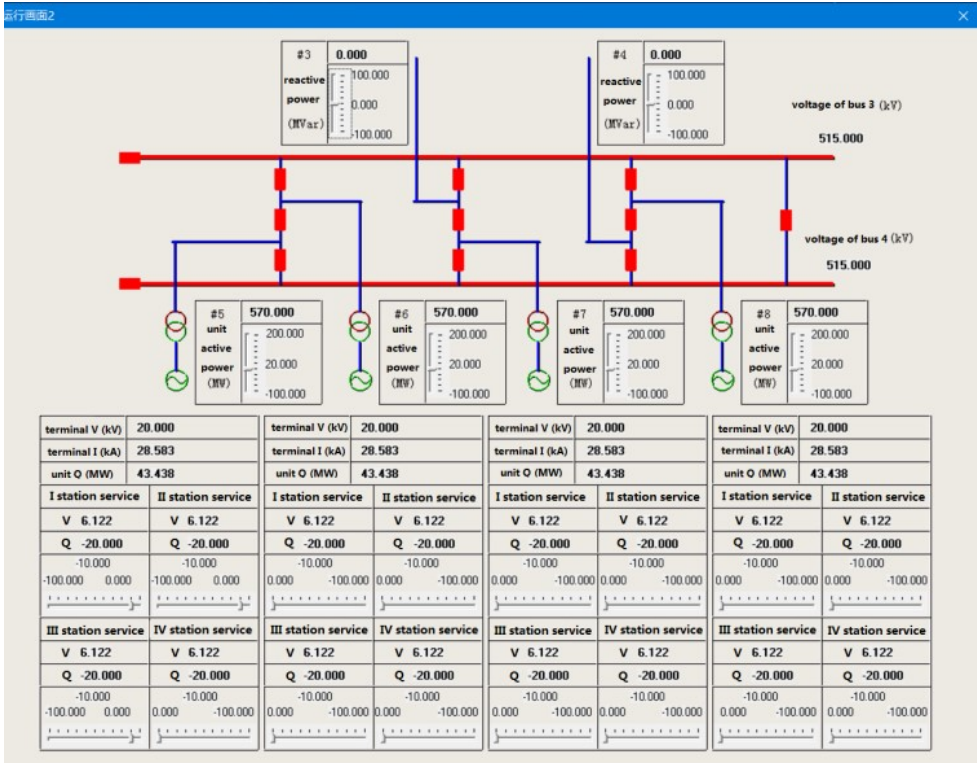 运行画面2
#3 0.000
reactive power (MVar)
100.000
0.000
-100.000
#4 0.000
reactive power (MVar)
100.000
0.000
-100.000
voltage of bus 3 (kV)
515.000
voltage of bus 4 (kV)
515.000
#5 unit active power (MW)
570.000
200.000
20.000
-100.000
#6 unit active power (MW)
570.000
200.000
20.000
-100.000
#7 unit active power (MW)
570.000
200.000
20.000
-100.000
#8 unit active power (MW)
570.000
200.000
20.000
-100.000
terminal V (kV) 20.000 terminal V (kV) 20.000 terminal V (kV) 20.000 terminal V (kV) 20.000
terminal I (kA) 28.583 terminal I (kA) 28.583 terminal I (kA) 28.583 terminal I (kA) 28.583
unit Q (MW) 43.438 unit Q (MW) 43.438 unit Q (MW) 43.438 unit Q (MW) 43.438
I station service II station service I station service II station service I station service II station service I station service II station service
V 6.122 V 6.122 V 6.122 V 6.122 V 6.122 V 6.122 V 6.122 V 6.122
Q -20.000 Q -20.000 Q -20.000 Q -20.000 Q -20.000 Q -20.000 Q -20.000 Q -20.000
-10.000 -10.000 -10.000 -10.000 -10.000 -10.000 -10.000 -10.000
-100.000 0.000 -100.000 0.000 0.000 -100.000 0.000 -100.000 0.000 -100.000 0.000 -100.000 0.000 -100.000 0.000 -100.000
III station service IV station service III station service IV station service III station service IV station service III station service IV station service
V 6.122 V 6.122 V 6.122 V 6.122 V 6.122 V 6.122 V 6.122 V 6.122
Q -20.000 Q -20.000 Q -20.000 Q -20.000 Q -20.000 Q -20.000 Q -20.000 Q -20.000
-10.000 -10.000 -10.000 -10.000 -10.000 -10.000 -10.000 -10.000
-100.000 0.000 0.000 -100.000 0.000 -100.000 0.000 -100.000 0.000 -100.000 0.000 -100.000 0.000 -100.000 0.000 -100.000